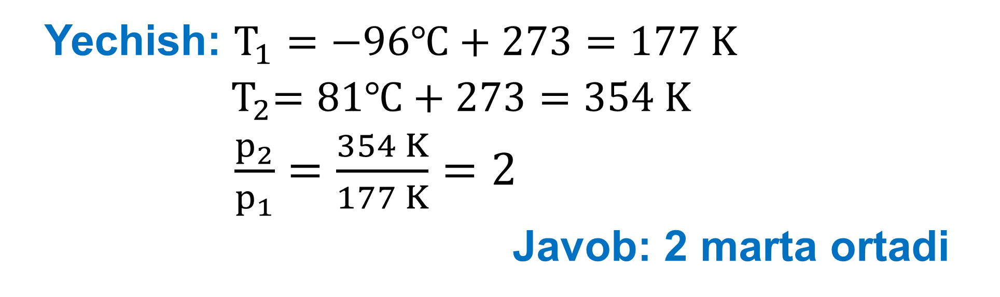 Yechish: T₁ = −96℃ + 273 = 177 K
T₂= 81℃ + 273 = 354 K
p₂/p₁ = 354 K/177 K = 2
Javob: 2 marta ortadi